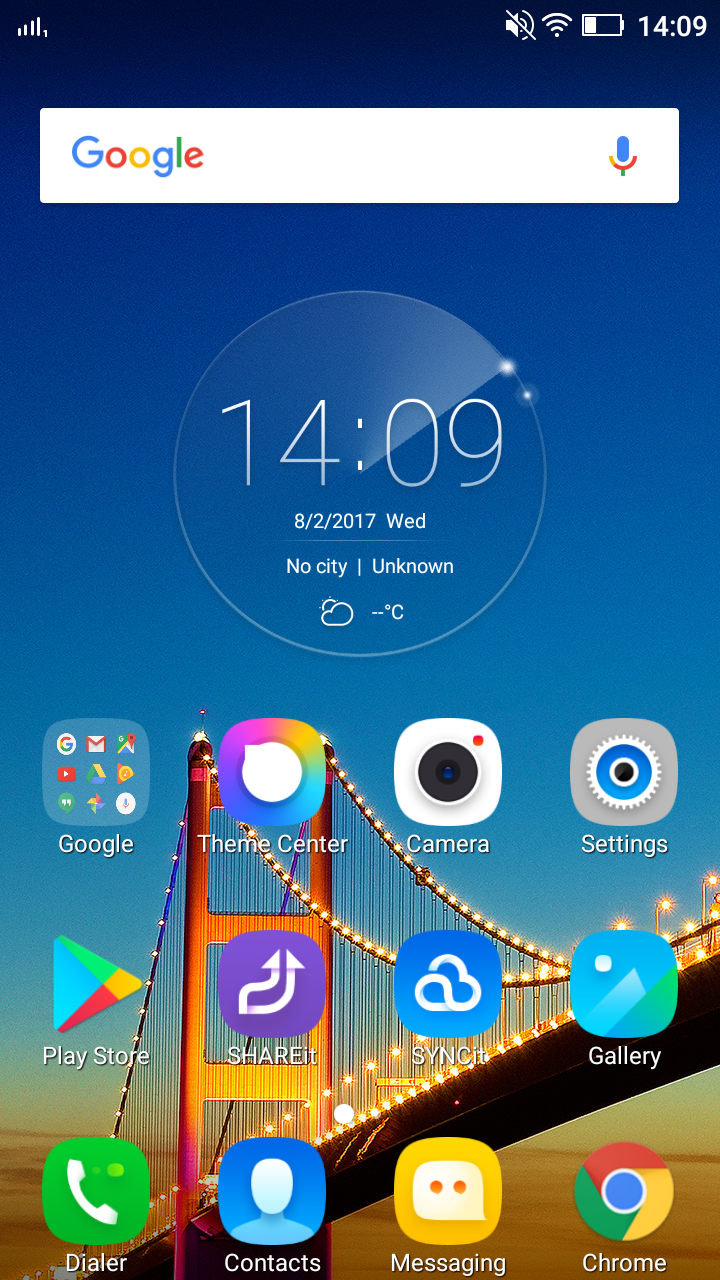 1 14:09
Google
14:09
8/2/2017 Wed
No city | Unknown
--°C
Google Theme Center Camera Settings
Play Store SHAREit SYNCit Gallery
Dialer Contacts Messaging Chrome